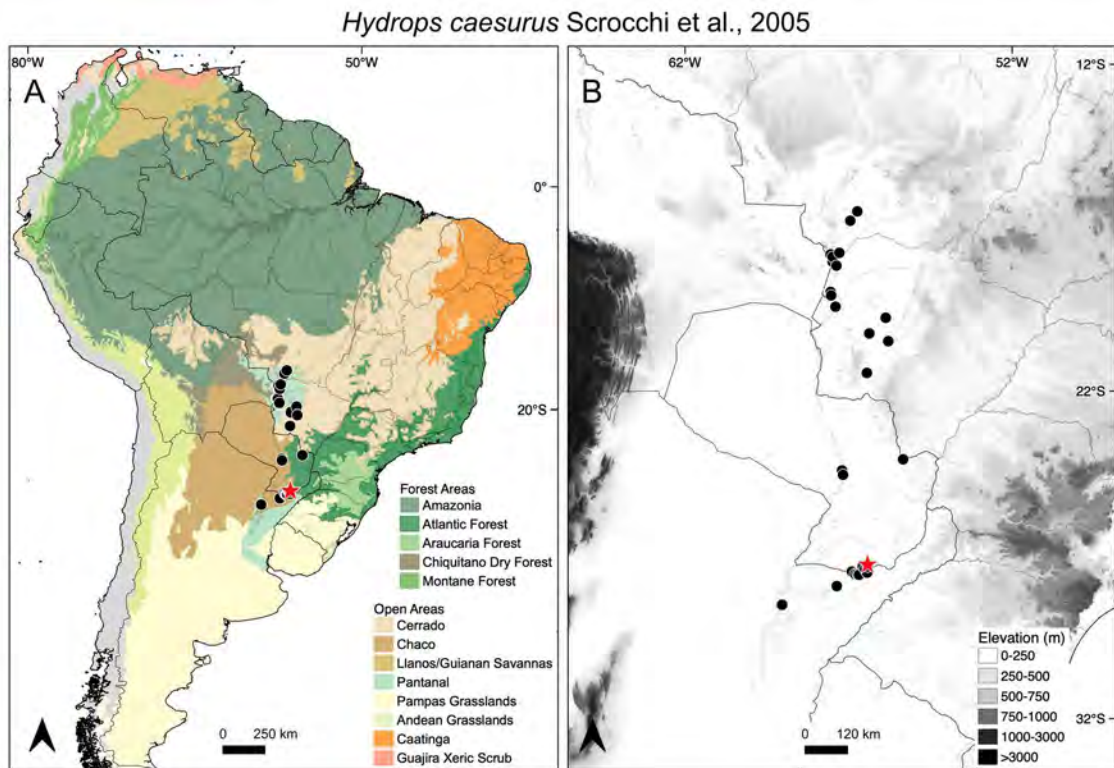 Hydrops caesurus Scrocchi et al., 2005
80°W
50°W
A
0°
20°S
Forest Areas
Amazonia
Atlantic Forest
Araucaria Forest
Chiquitano Dry Forest
Montane Forest
Open Areas
Cerrado
Chaco
Llanos/Guianan Savannas
Pantanal
Pampas Grasslands
Andean Grasslands
Caatinga
Guajira Xeric Scrub
0 250 km
62°W
52°W
12°S
B
22°S
32°S
Elevation (m)
0-250
250-500
500-750
750-1000
1000-3000
>3000
0 120 km